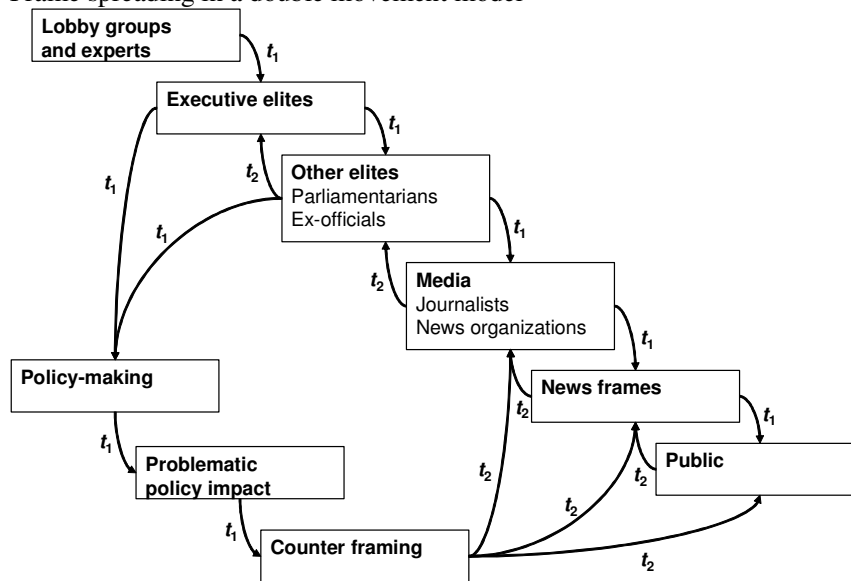 Frame spreading in a double movement model
Lobby groups
and experts
t1
Executive elites
t1
t1
t2
Other elites
Parliamentarians
Ex-officials
t1
t1
t2
Media
Journalists
News organizations
t1
Policy-making
News frames
t2
t1
t1
Problematic
policy impact
Public
t2
t2
t2
t1
Counter framing
t2